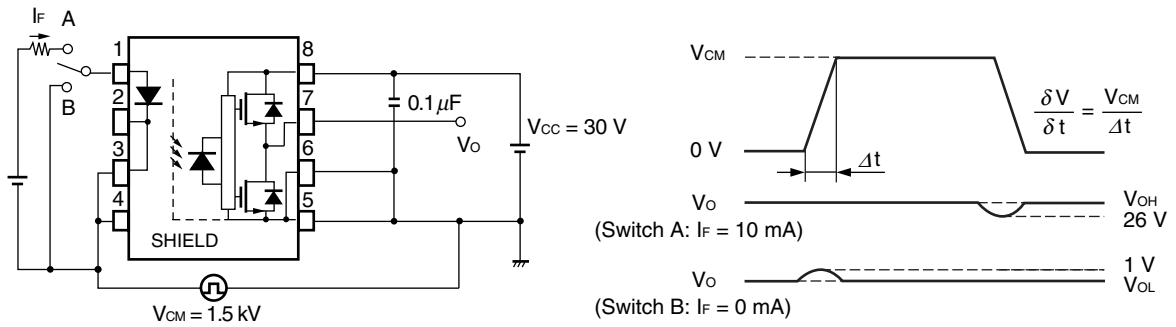 IF
A
B
1
2
3
4
8
7
6
5
SHIELD
0.1 μF
VO
VCC = 30 V
VCM = 1.5 kV
VCM
0 V
Δt
δV
δt
=
VCM
Δt
VO
(Switch A: IF = 10 mA)
VOH
26 V
VO
(Switch B: IF = 0 mA)
1 V
VOL